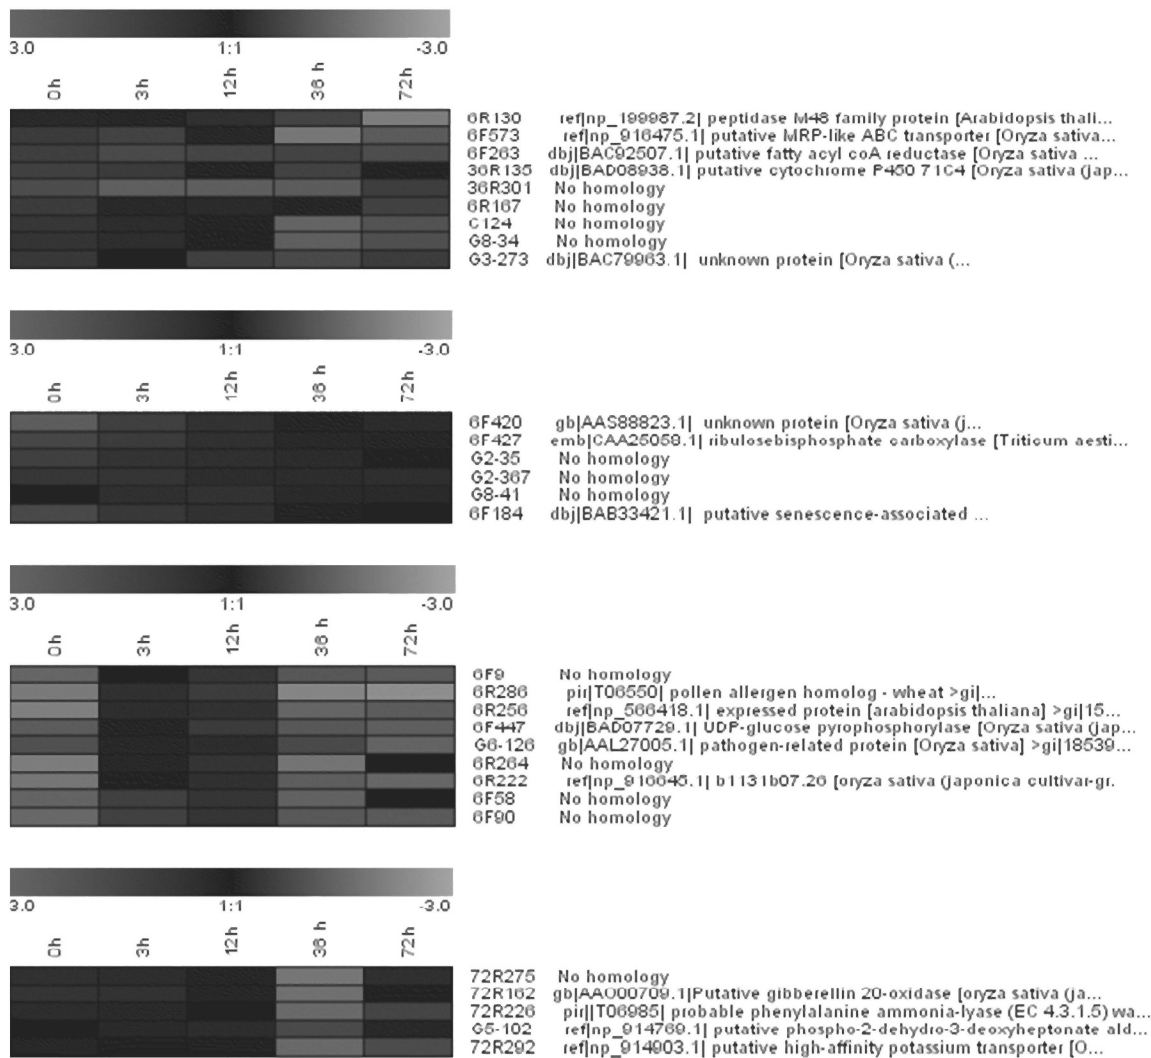 3.0 1:1 -3.0
0h 3h 12h 36 h 72h
6R130 ref|np_199987.2| peptidase M48 family protein [Arabidopsis thali...
6F573 ref|np_916475.1| putative MRP-like ABC transporter [Oryza sativa...
6F263 dbj|BAC92507.1| putative fatty acyl coA reductase [Oryza sativa ...
36R135 dbj|BAD08938.1| putative cytochrome P450 71C4 [Oryza sativa (jap...
36R301 No homology
6R167 No homology
C124 No homology
G8-34 No homology
G3-273 dbj|BAC79963.1| unknown protein [Oryza sativa (...
3.0 1:1 -3.0
0h 3h 12h 36 h 72h
6F420 gb|AAS88823.1| unknown protein [Oryza sativa (j...
6F427 emb|CAA25058.1| ribulosebisphosphate carboxylase [Triticum aesti...
G2-35 No homology
G2-367 No homology
G8-41 No homology
6F184 dbj|BAB33421.1| putative senescence-associated ...
3.0 1:1 -3.0
0h 3h 12h 36 h 72h
6F9 No homology
6R286 pir|T06550| pollen allergen homolog - wheat >gi|...
6R256 ref|np_566418.1| expressed protein [arabidopsis thaliana] >gi|15...
6F447 dbj|BAD07729.1| UDP-glucose pyrophosphorylase [Oryza sativa (jap...
G6-126 gb|AAL27005.1| pathogen-related protein [Oryza sativa] >gi|18539...
6R264 No homology
6R222 ref|np_916645.1| b1131b07.26 [oryza sativa (japonica cultivar-gr.
6F58 No homology
6F90 No homology
3.0 1:1 -3.0
0h 3h 12h 36 h 72h
72R275 No homology
72R162 gb|AAO00709.1|Putative gibberellin 20-oxidase [oryza sativa (ja...
72R226 pir||T06985| probable phenylalanine ammonia-lyase (EC 4.3.1.5) wa...
G5-102 ref|np_914769.1| putative phospho-2-dehydro-3-deoxyheptonate ald...
72R292 ref|np_914903.1| putative high-affinity potassium transporter [O...